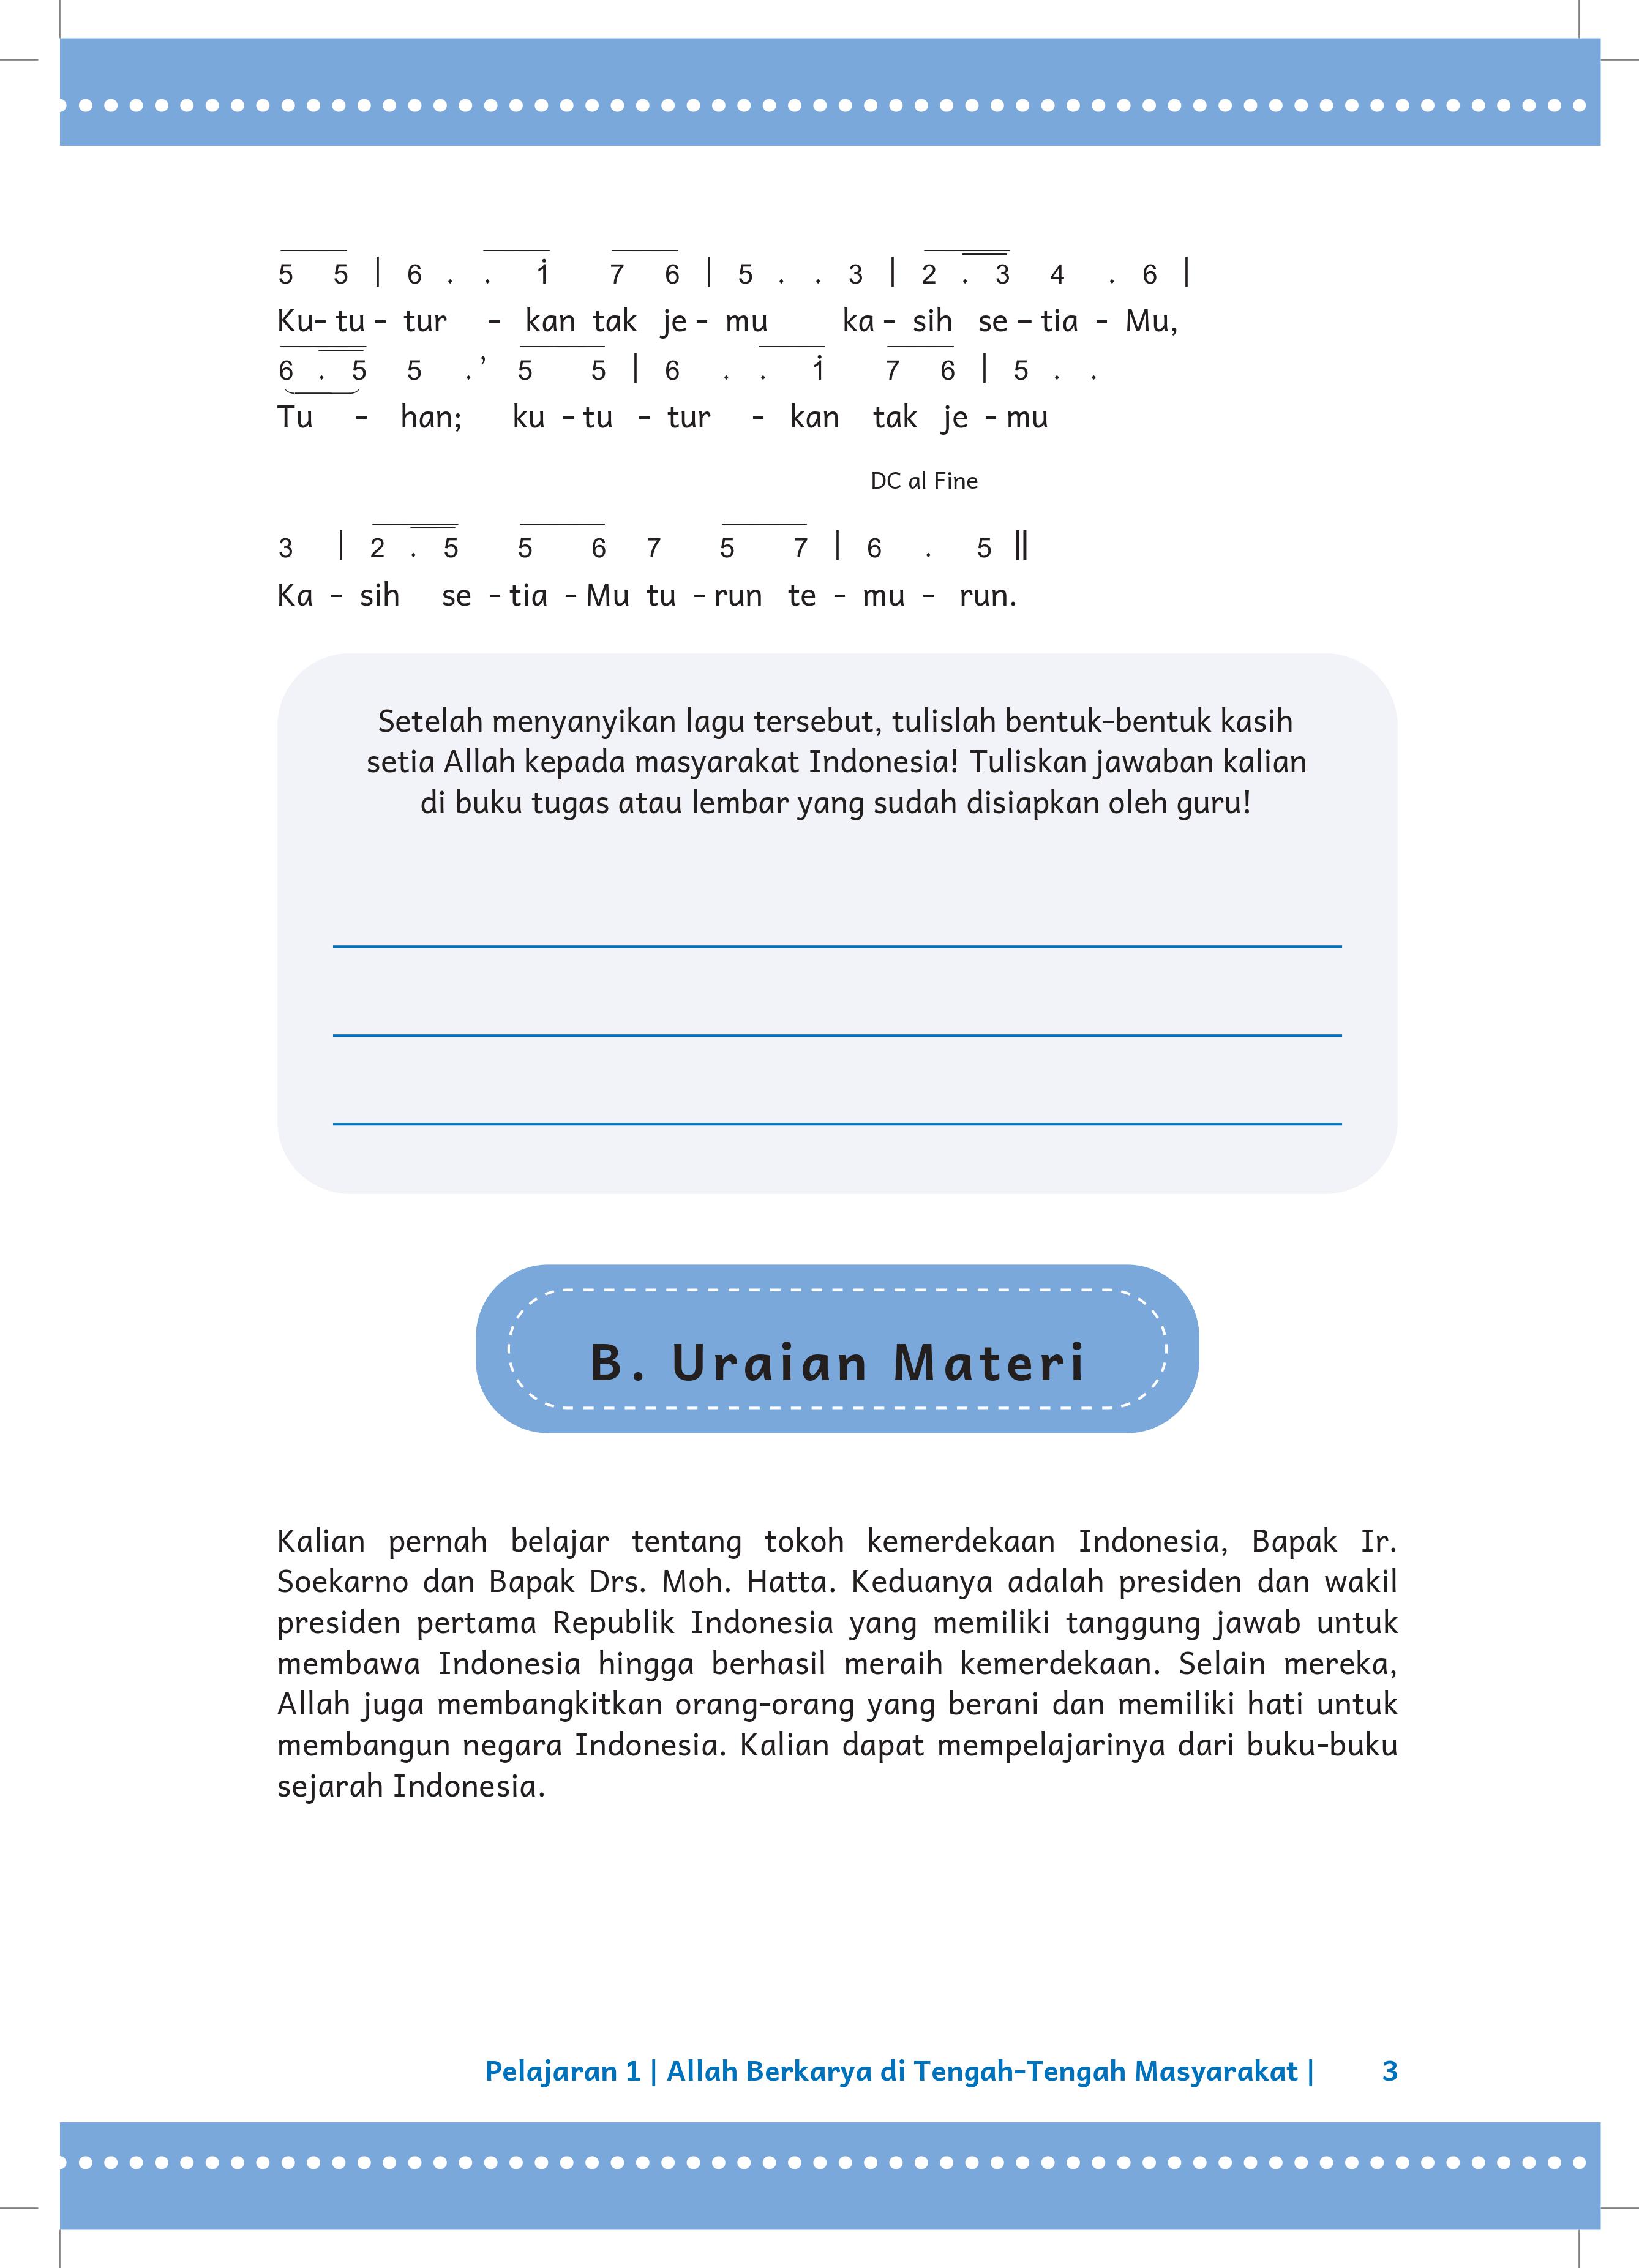 5 5 | 6 . . 1̇ 7 6 | 5 . . 3 | 2 . 3 4 . 6 |
Ku- tu - tur - kan tak je - mu ka - sih se – tia - Mu,
6 . 5 5 . ’ 5 5 | 6 . . 1̇ 7 6 | 5 . .
Tu - han; ku - tu - tur - kan tak je - mu
DC al Fine
3 | 2 . 5 5 6 7 5 7 | 6 . 5 ||
Ka - sih se - tia - Mu tu - run te - mu - run.
Setelah menyanyikan lagu tersebut, tulislah bentuk-bentuk kasih
setia Allah kepada masyarakat Indonesia! Tuliskan jawaban kalian
di buku tugas atau lembar yang sudah disiapkan oleh guru!
B. Uraian Materi
Kalian pernah belajar tentang tokoh kemerdekaan Indonesia, Bapak Ir.
Soekarno dan Bapak Drs. Moh. Hatta. Keduanya adalah presiden dan wakil
presiden pertama Republik Indonesia yang memiliki tanggung jawab untuk
membawa Indonesia hingga berhasil meraih kemerdekaan. Selain mereka,
Allah juga membangkitkan orang-orang yang berani dan memiliki hati untuk
membangun negara Indonesia. Kalian dapat mempelajarinya dari buku-buku
sejarah Indonesia.
Pelajaran 1 | Allah Berkarya di Tengah-Tengah Masyarakat | 3